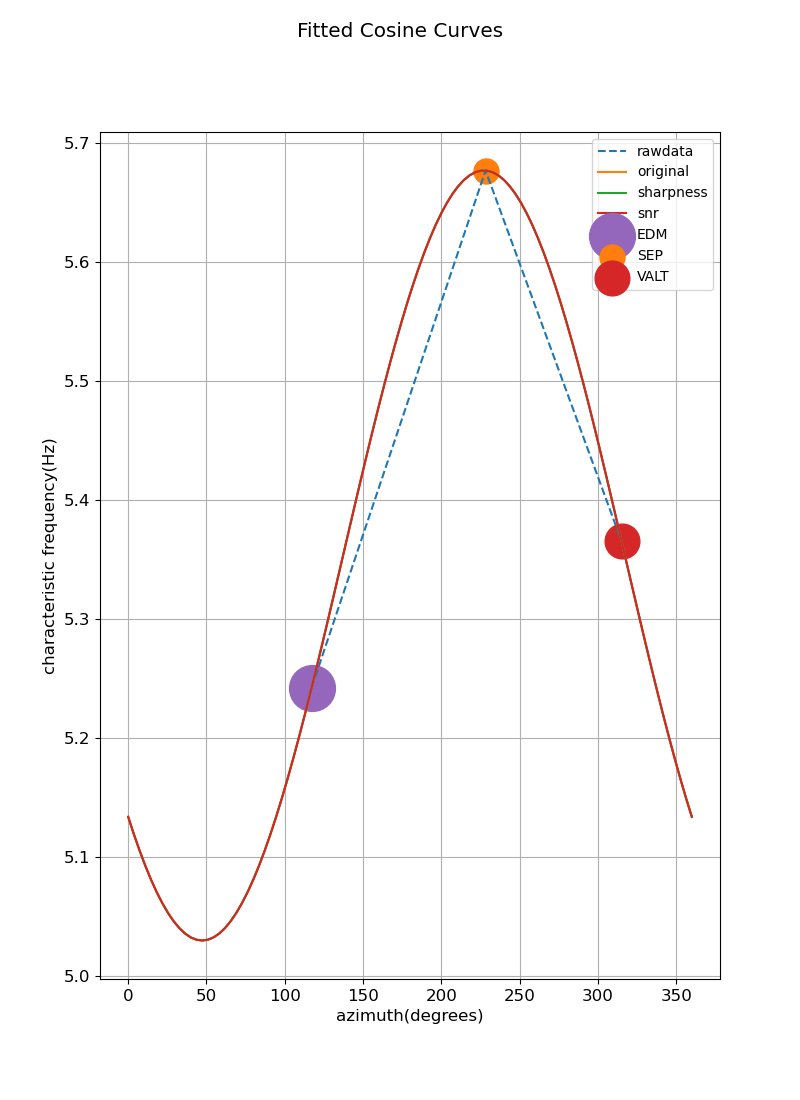 Fitted Cosine Curves
5.7
5.6
5.5
5.4
5.3
5.2
5.1
5.0
characteristic frequency(Hz)
rawdata
original
sharpness
snr
EDM
SEP
VALT
0 50 100 150 200 250 300 350
azimuth(degrees)